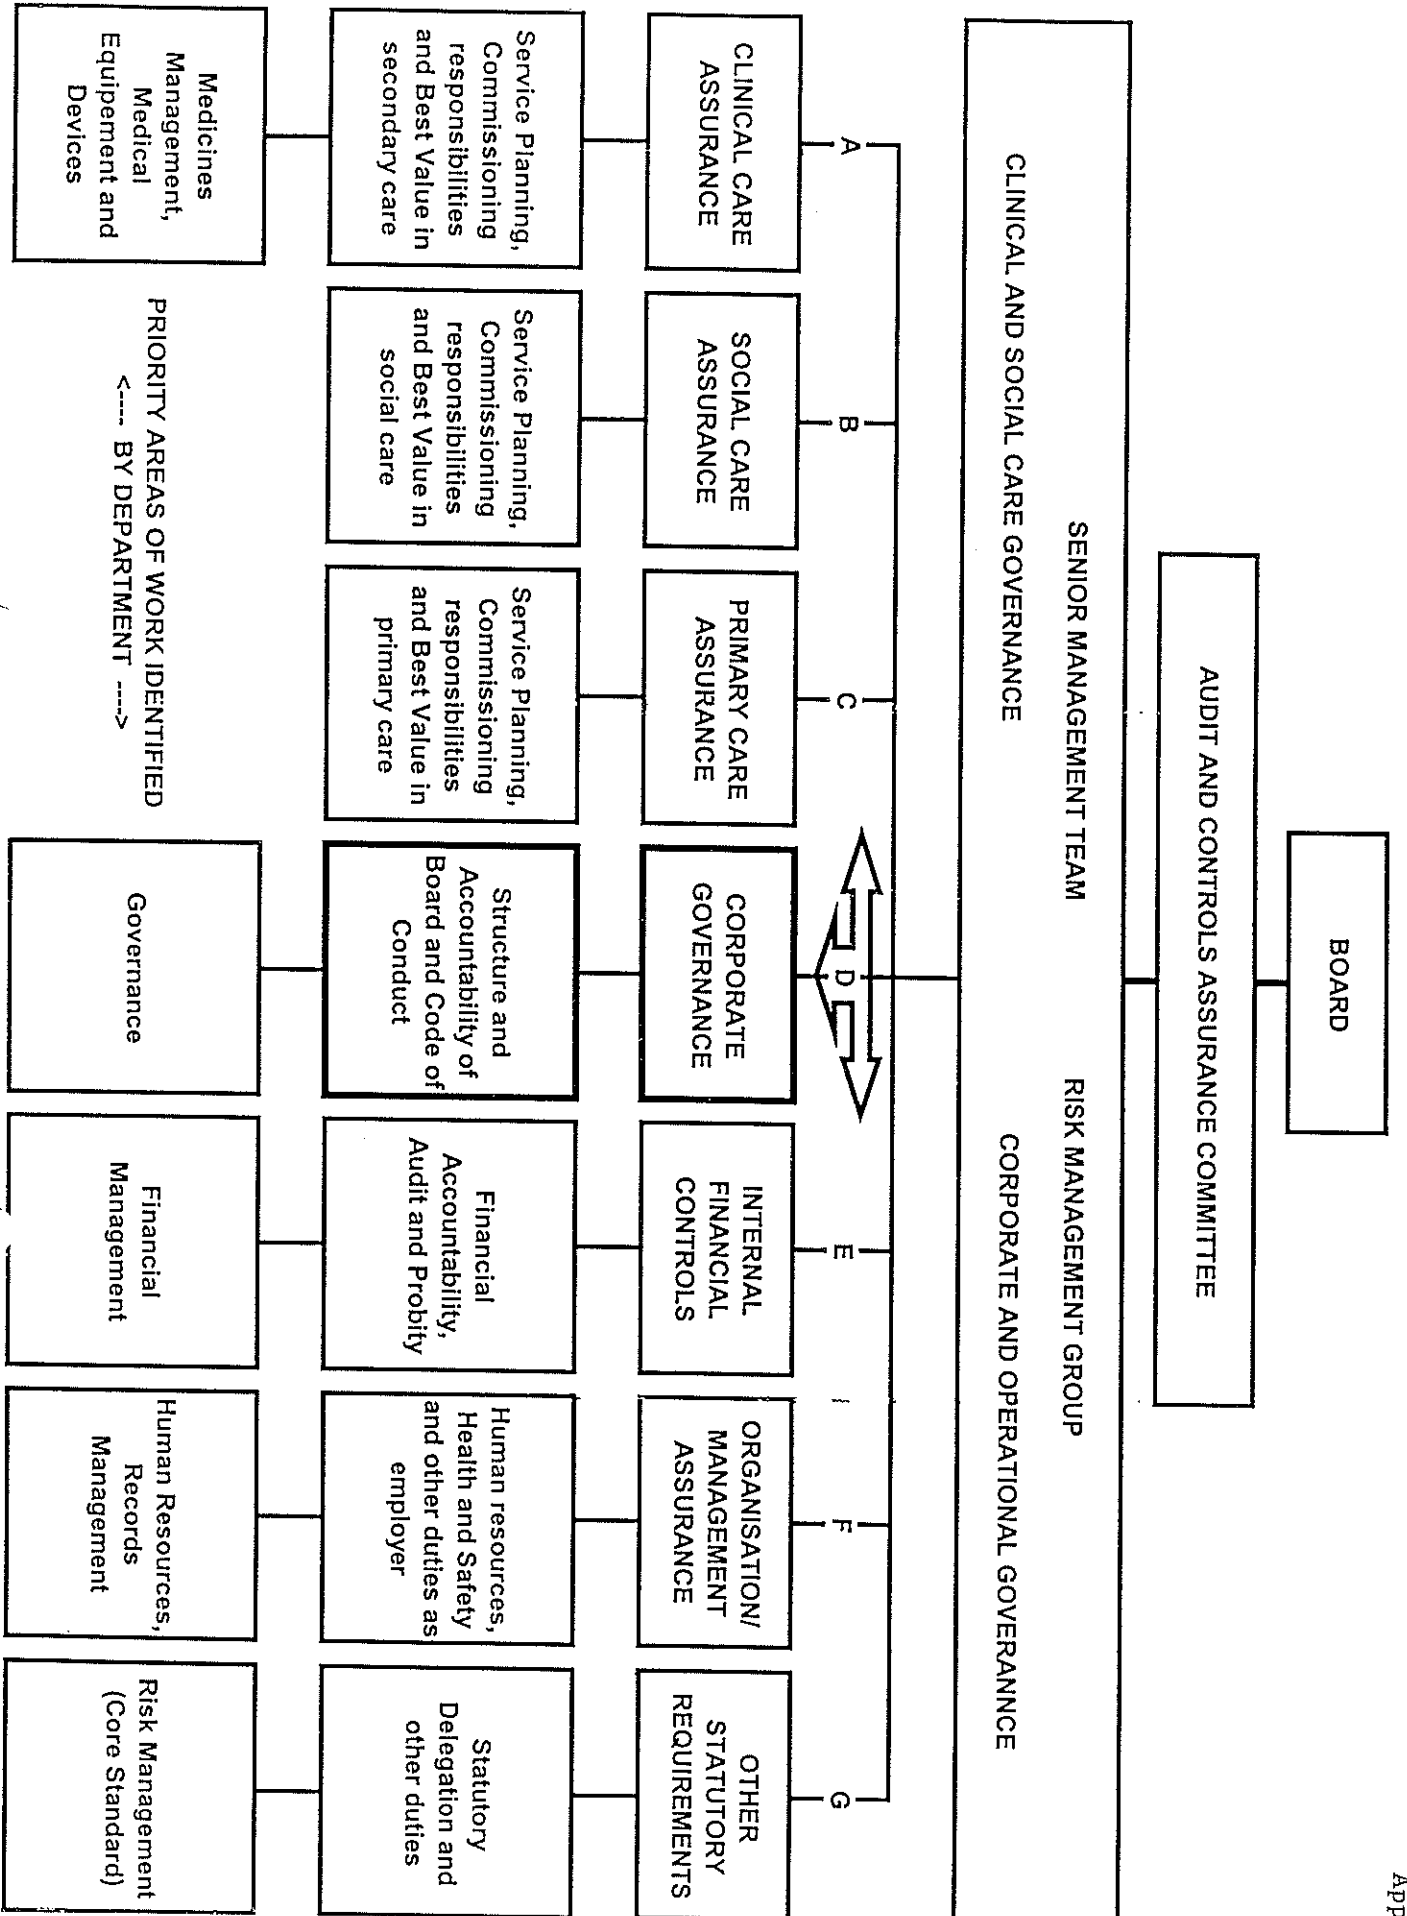 App
BOARD
AUDIT AND CONTROLS ASSURANCE COMMITTEE
SENIOR MANAGEMENT TEAM
RISK MANAGEMENT GROUP
CLINICAL AND SOCIAL CARE GOVERNANCE
CORPORATE AND OPERATIONAL GOVERANNCE
A
B
C
D
E
F
G
CLINICAL CARE
ASSURANCE
SOCIAL CARE
ASSURANCE
PRIMARY CARE
ASSURANCE
CORPORATE
GOVERNANCE
INTERNAL
FINANCIAL
CONTROLS
ORGANISATION/
MANAGEMENT
ASSURANCE
OTHER
STATUTORY
REQUIREMENTS
Service Planning,
Commissioning
responsibilities
and Best Value in
secondary care
Service Planning,
Commissioning
responsibilities
and Best Value in
social care
Service Planning,
Commissioning
responsibilities
and Best Value in
primary care
Structure and
Accountability of
Board and Code of
Conduct
Financial
Accountability,
Audit and Probity
Human resources,
Health and Safety
and other duties as
employer
Statutory
Delegation and
other duties
Medicines
Management,
Medical
Equipement and
Devices
PRIORITY AREAS OF WORK IDENTIFIED
<---- BY DEPARTMENT ---->
Governance
Financial
Management
Human Resources,
Records
Management
Risk Management
(Core Standard)